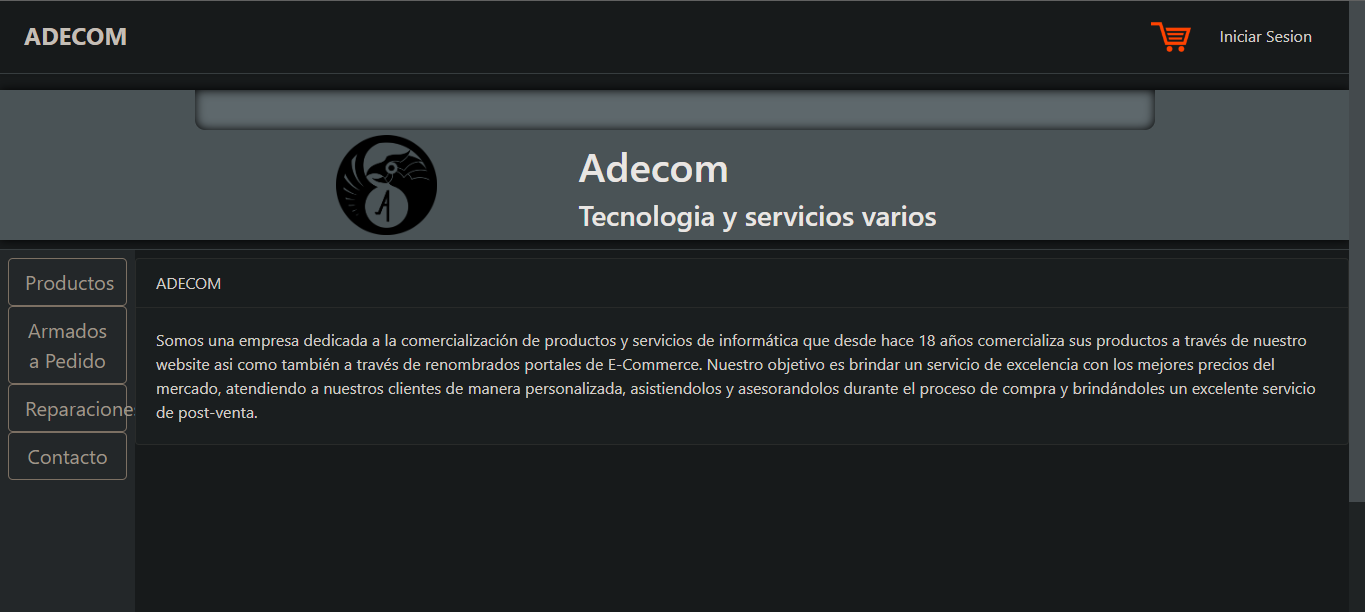 ADECOM
Iniciar Sesion
A
Adecom
Tecnologia y servicios varios
Productos
Armados
a Pedido
Reparacione
Contacto
ADECOM
Somos una empresa dedicada a la comercialización de productos y servicios de informática que desde hace 18 años comercializa sus productos a través de nuestro
website asi como también a través de renombrados portales de E-Commerce. Nuestro objetivo es brindar un servicio de excelencia con los mejores precios del
mercado, atendiendo a nuestros clientes de manera personalizada, asistiendolos y asesorandolos durante el proceso de compra y brindándoles un excelente servicio
de post-venta.